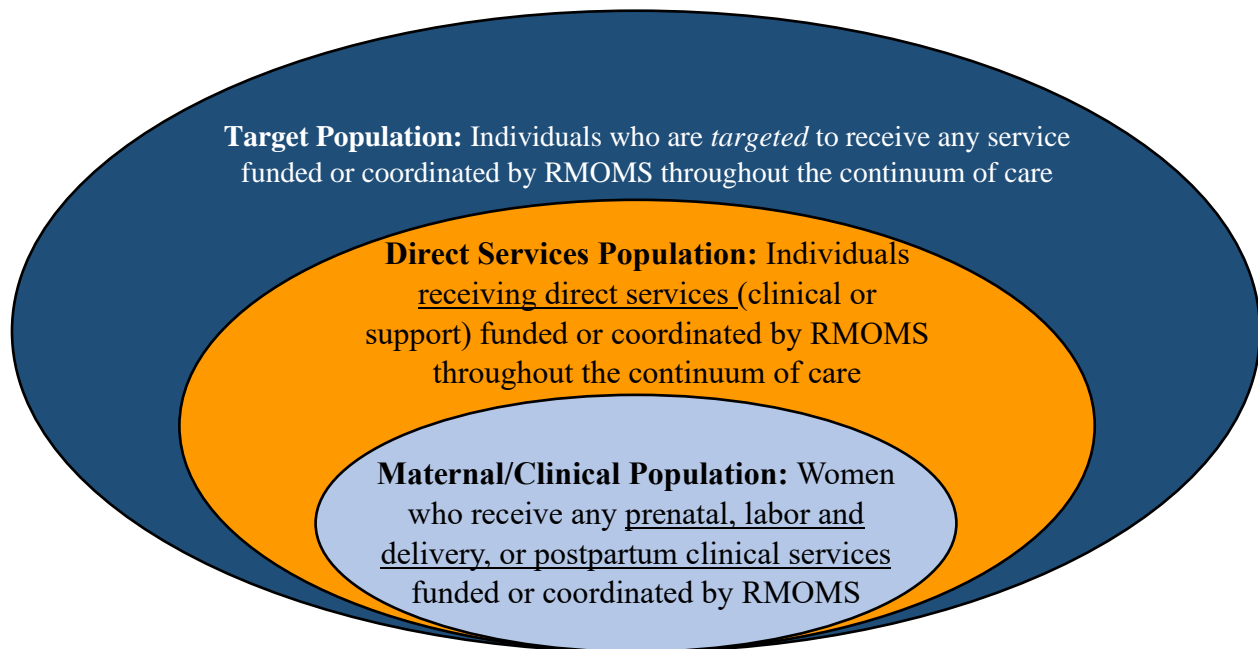 Target Population: Individuals who are targeted to receive any service
funded or coordinated by RMOMS throughout the continuum of care
Direct Services Population: Individuals
receiving direct services (clinical or
support) funded or coordinated by RMOMS
throughout the continuum of care
Maternal/Clinical Population: Women
who receive any prenatal, labor and
delivery, or postpartum clinical services
funded or coordinated by RMOMS